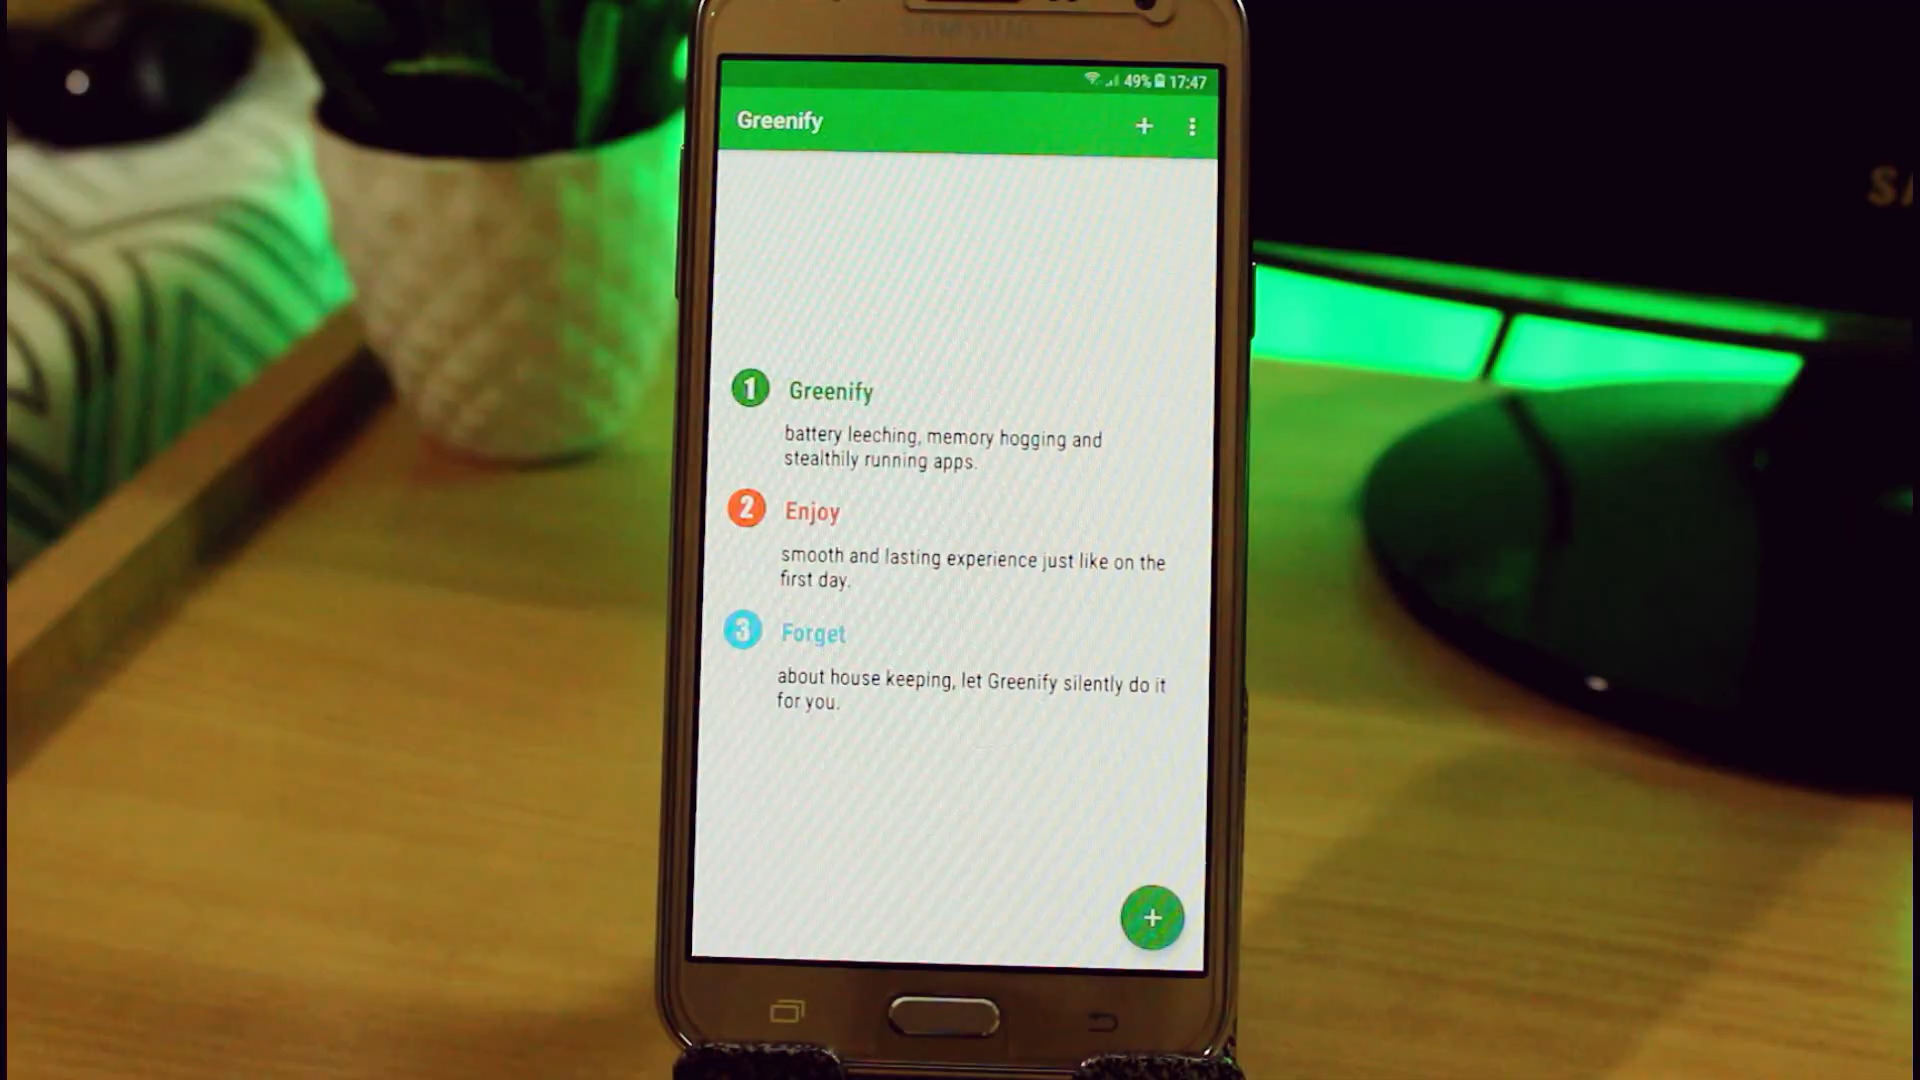 SAMSUNG
49% 17:47
Greenify
1 Greenify
battery leeching, memory hogging and
stealthily running apps.
2 Enjoy
smooth and lasting experience just like on the
first day.
3 Forget
about house keeping, let Greenify silently do it
for you.